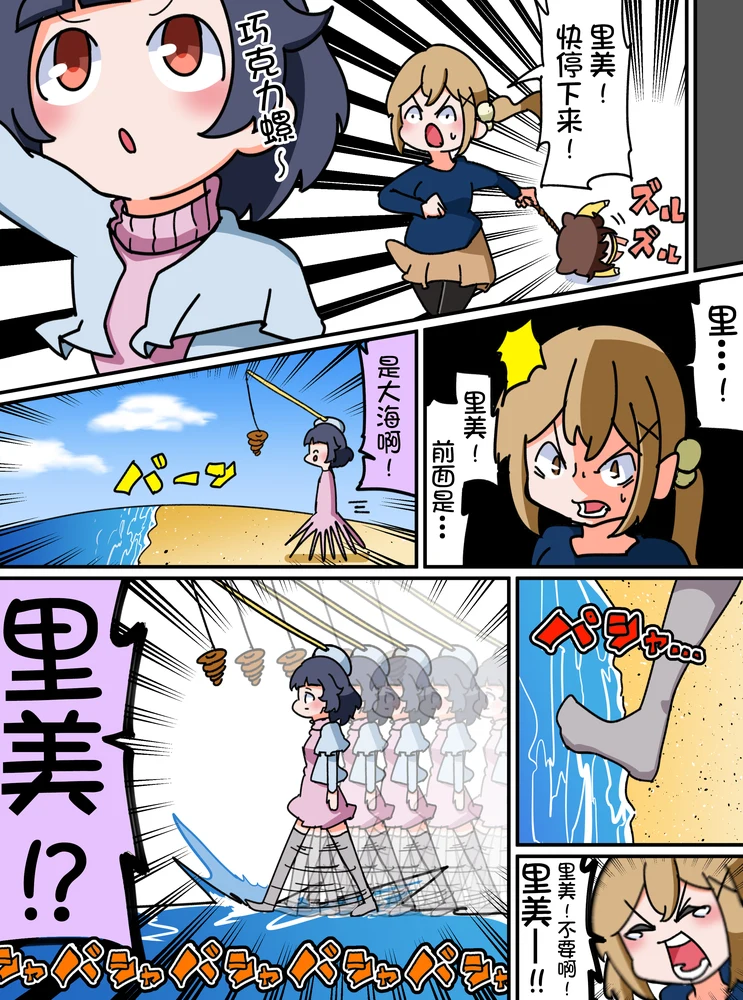 里美！
快停下来！
ズル
ズル
巧克力螺～
里…！
里美！
前面是…
是大海啊！
バーン
バシャ…
里美!?
シャバシャバシャバシャバシャバシャ
里美！不要啊！
里美ー!!